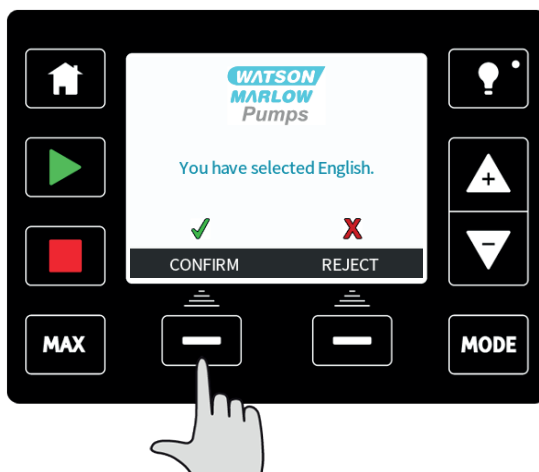 WATSON
MARLOW
Pumps
You have selected English.
CONFIRM REJECT
MAX
MODE